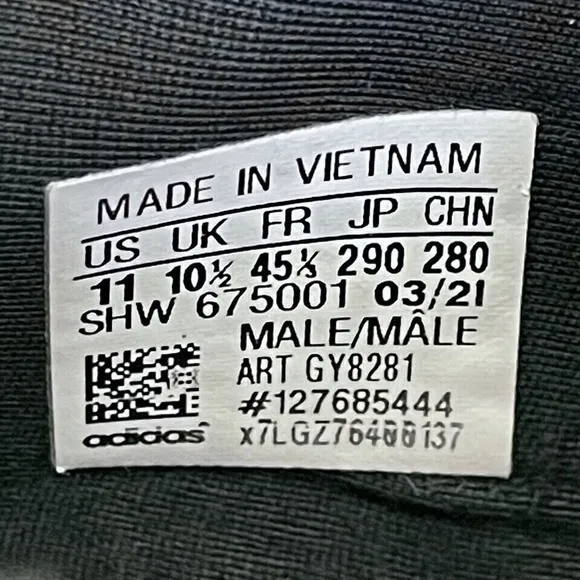 MADE IN VIETNAM
US UK FR JP CHN
11 10½ 45⅓ 290 280
SHW 675001 03/21
MALE/MÂLE
ART GY8281
#127685444
adidas